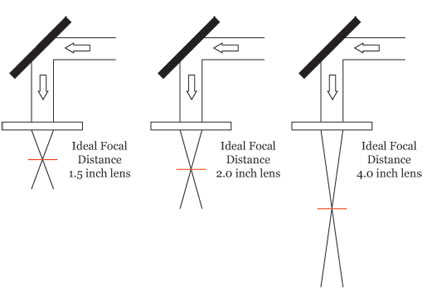 Ideal Focal
Distance
1.5 inch lens
Ideal Focal
Distance
2.0 inch lens
Ideal Focal
Distance
4.0 inch lens